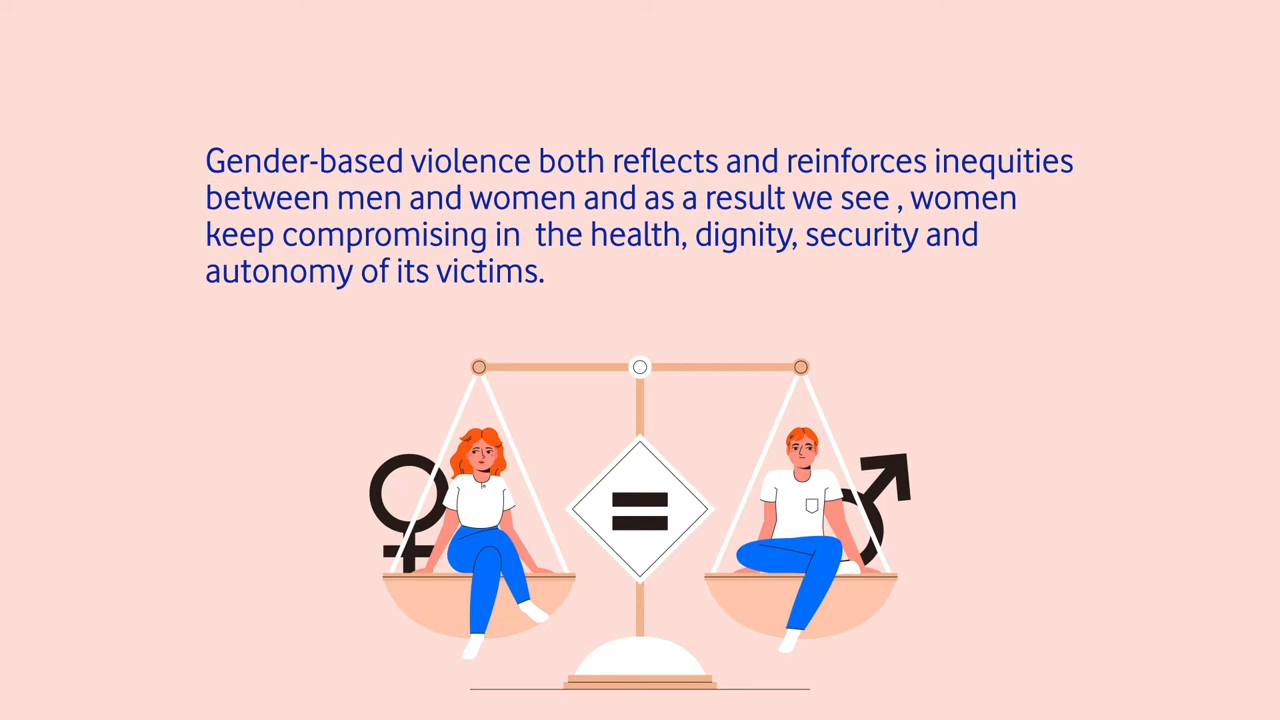 Gender-based violence both reflects and reinforces inequities
between men and women and as a result we see , women
keep compromising in  the health, dignity, security and
autonomy of its victims.